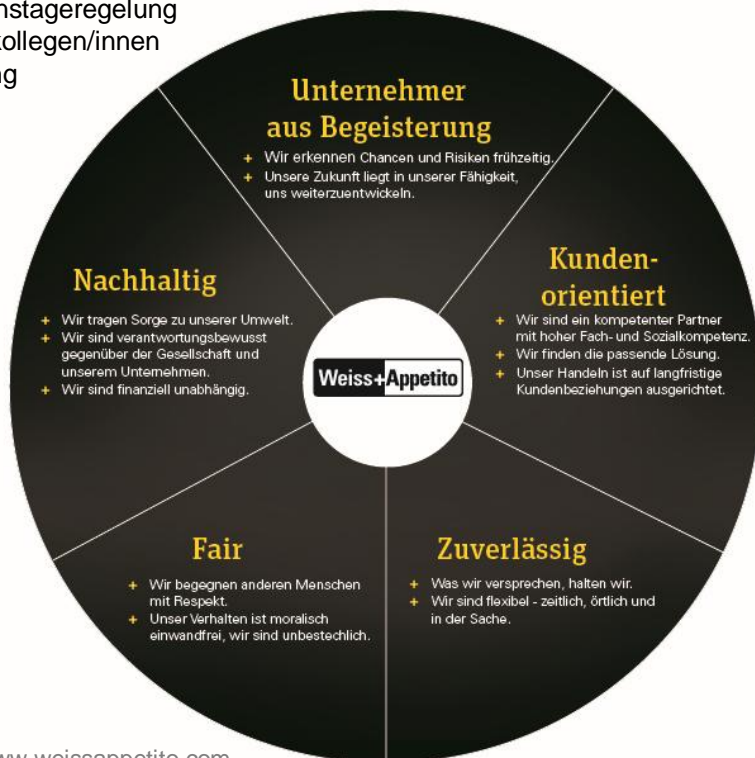 nstageregelung
kollegen/innen
g
Unternehmer
aus Begeisterung
+ Wir erkennen Chancen und Risiken frühzeitig.
+ Unsere Zukunft liegt in unserer Fähigkeit,
uns weiterzuentwickeln.
Kunden-
orientiert
+ Wir sind ein kompetenter Partner
mit hoher Fach- und Sozialkompetenz.
+ Wir finden die passende Lösung.
+ Unser Handeln ist auf langfristige
Kundenbeziehungen ausgerichtet.
Nachhaltig
+ Wir tragen Sorge zu unserer Umwelt.
+ Wir sind verantwortungsbewusst
gegenüber der Gesellschaft und
unserem Unternehmen.
+ Wir sind finanziell unabhängig.
Weiss+Appetito
Fair
+ Wir begegnen anderen Menschen
mit Respekt.
+ Unser Verhalten ist moralisch
einwandfrei, wir sind unbestechlich.
Zuverlässig
+ Was wir versprechen, halten wir.
+ Wir sind flexibel - zeitlich, örtlich und
in der Sache.
ww.weissappetito.com